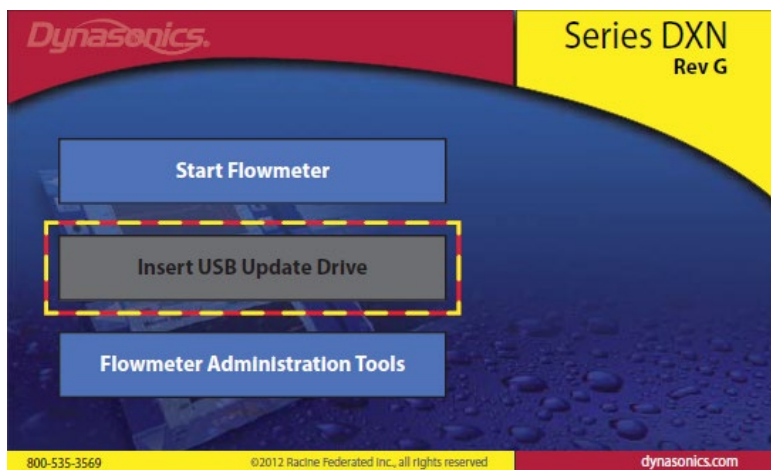 Dynasonics.
Series DXN
Rev G
Start Flowmeter
Insert USB Update Drive
Flowmeter Administration Tools
800-535-3569
©2012 Racine Federated Inc., all rights reserved
dynasonics.com